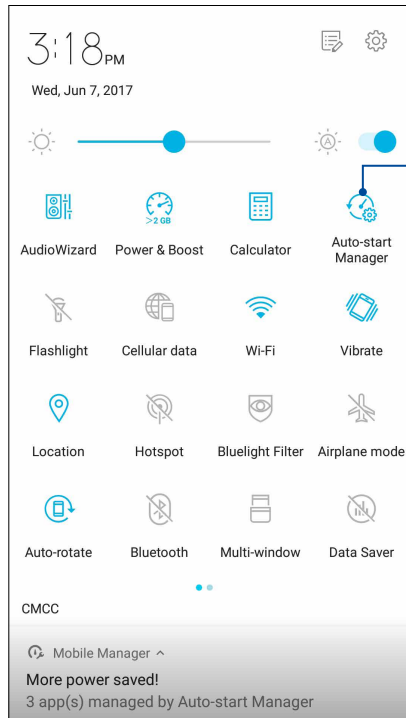 3:18PM
Wed, Jun 7, 2017
A
>2 GB
AudioWizard Power & Boost Calculator Auto-start
Manager
Flashlight Cellular data Wi-Fi Vibrate
Location Hotspot Bluelight Filter Airplane mode
Auto-rotate Bluetooth Multi-window Data Saver
CMCC
Mobile Manager
More power saved!
3 app(s) managed by Auto-start Manager